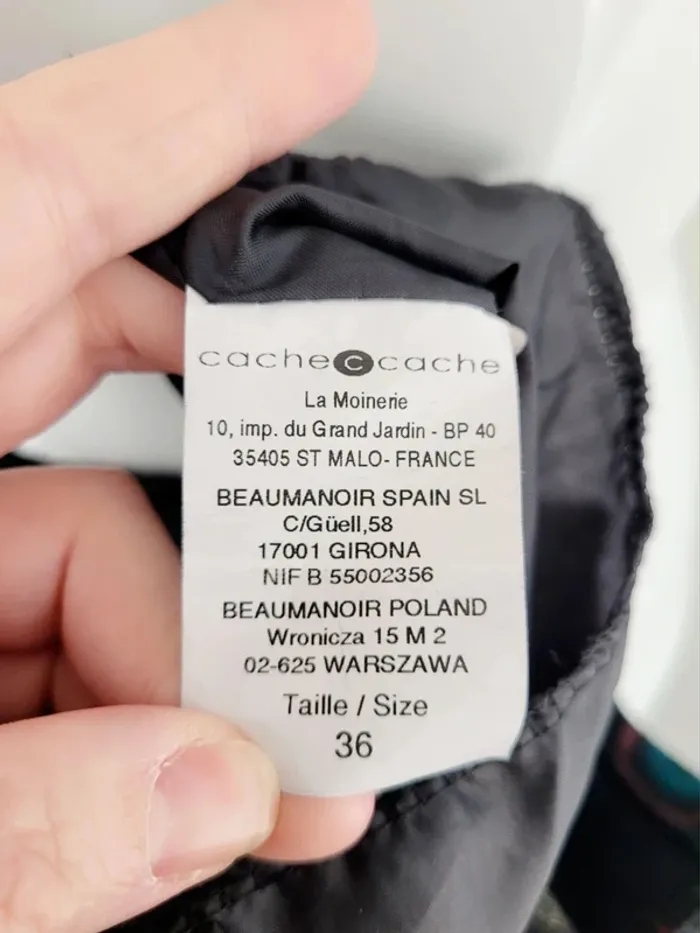 cache c cache
La Moinerie
10, imp. du Grand Jardin - BP 40
35405 ST MALO- FRANCE
BEAUMANOIR SPAIN SL
C/Güell,58
17001 GIRONA
NIF B 55002356
BEAUMANOIR POLAND
Wronicza 15 M 2
02-625 WARSZAWA
Taille / Size
36